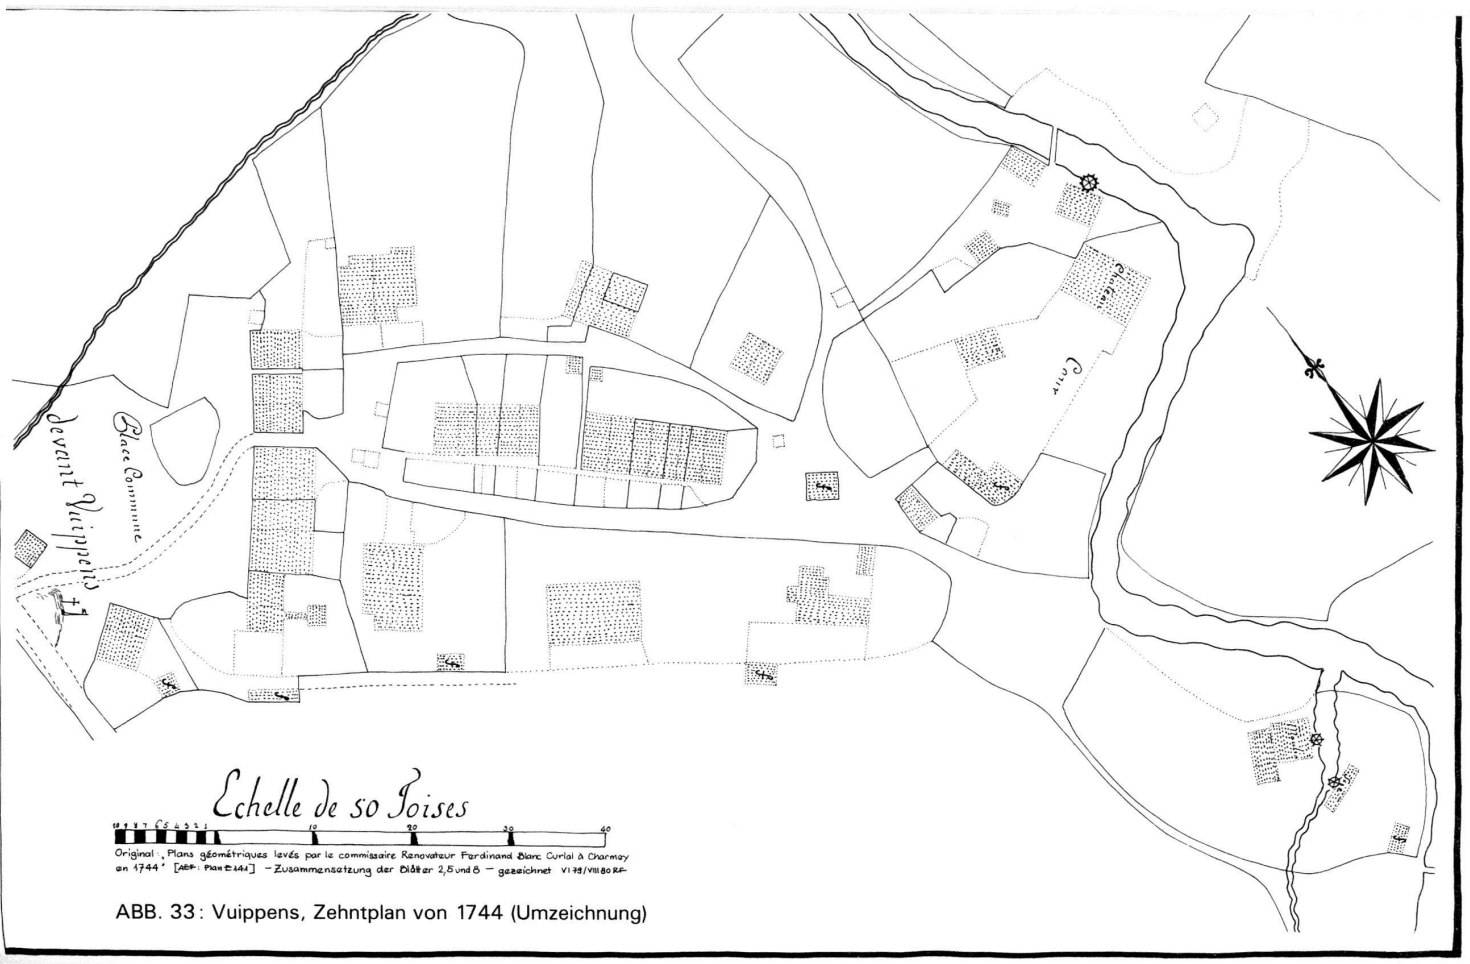 Chateau
Cour
Place Commune
devant Vuippens
Echelle de 50 Toises
10 9 8 7 6 5 4 3 2 1 10 20 30 40
Original: "Plans géométriques levés par le commissaire Renovateur Ferdinand Blanc Curial à Charmey
en 1744" [AEF: Plan E141] - Zusammensetzung der Blätter 2,5 und 8 - gezeichnet VI 79/VIII 80 RF
ABB. 33: Vuippens, Zehntplan von 1744 (Umzeichnung)